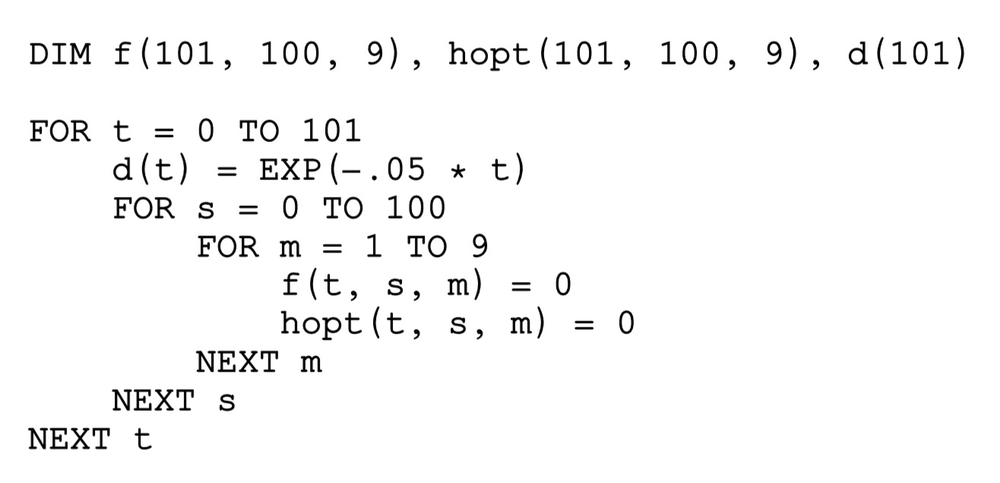 DIM f(101, 100, 9), hopt(101, 100, 9), d(101)
FOR t = 0 TO 101
d(t) = EXP(-.05 * t)
FOR s = 0 TO 100
FOR m = 1 TO 9
f(t, s, m) = 0
hopt(t, s, m) = 0
NEXT m
NEXT s
NEXT t